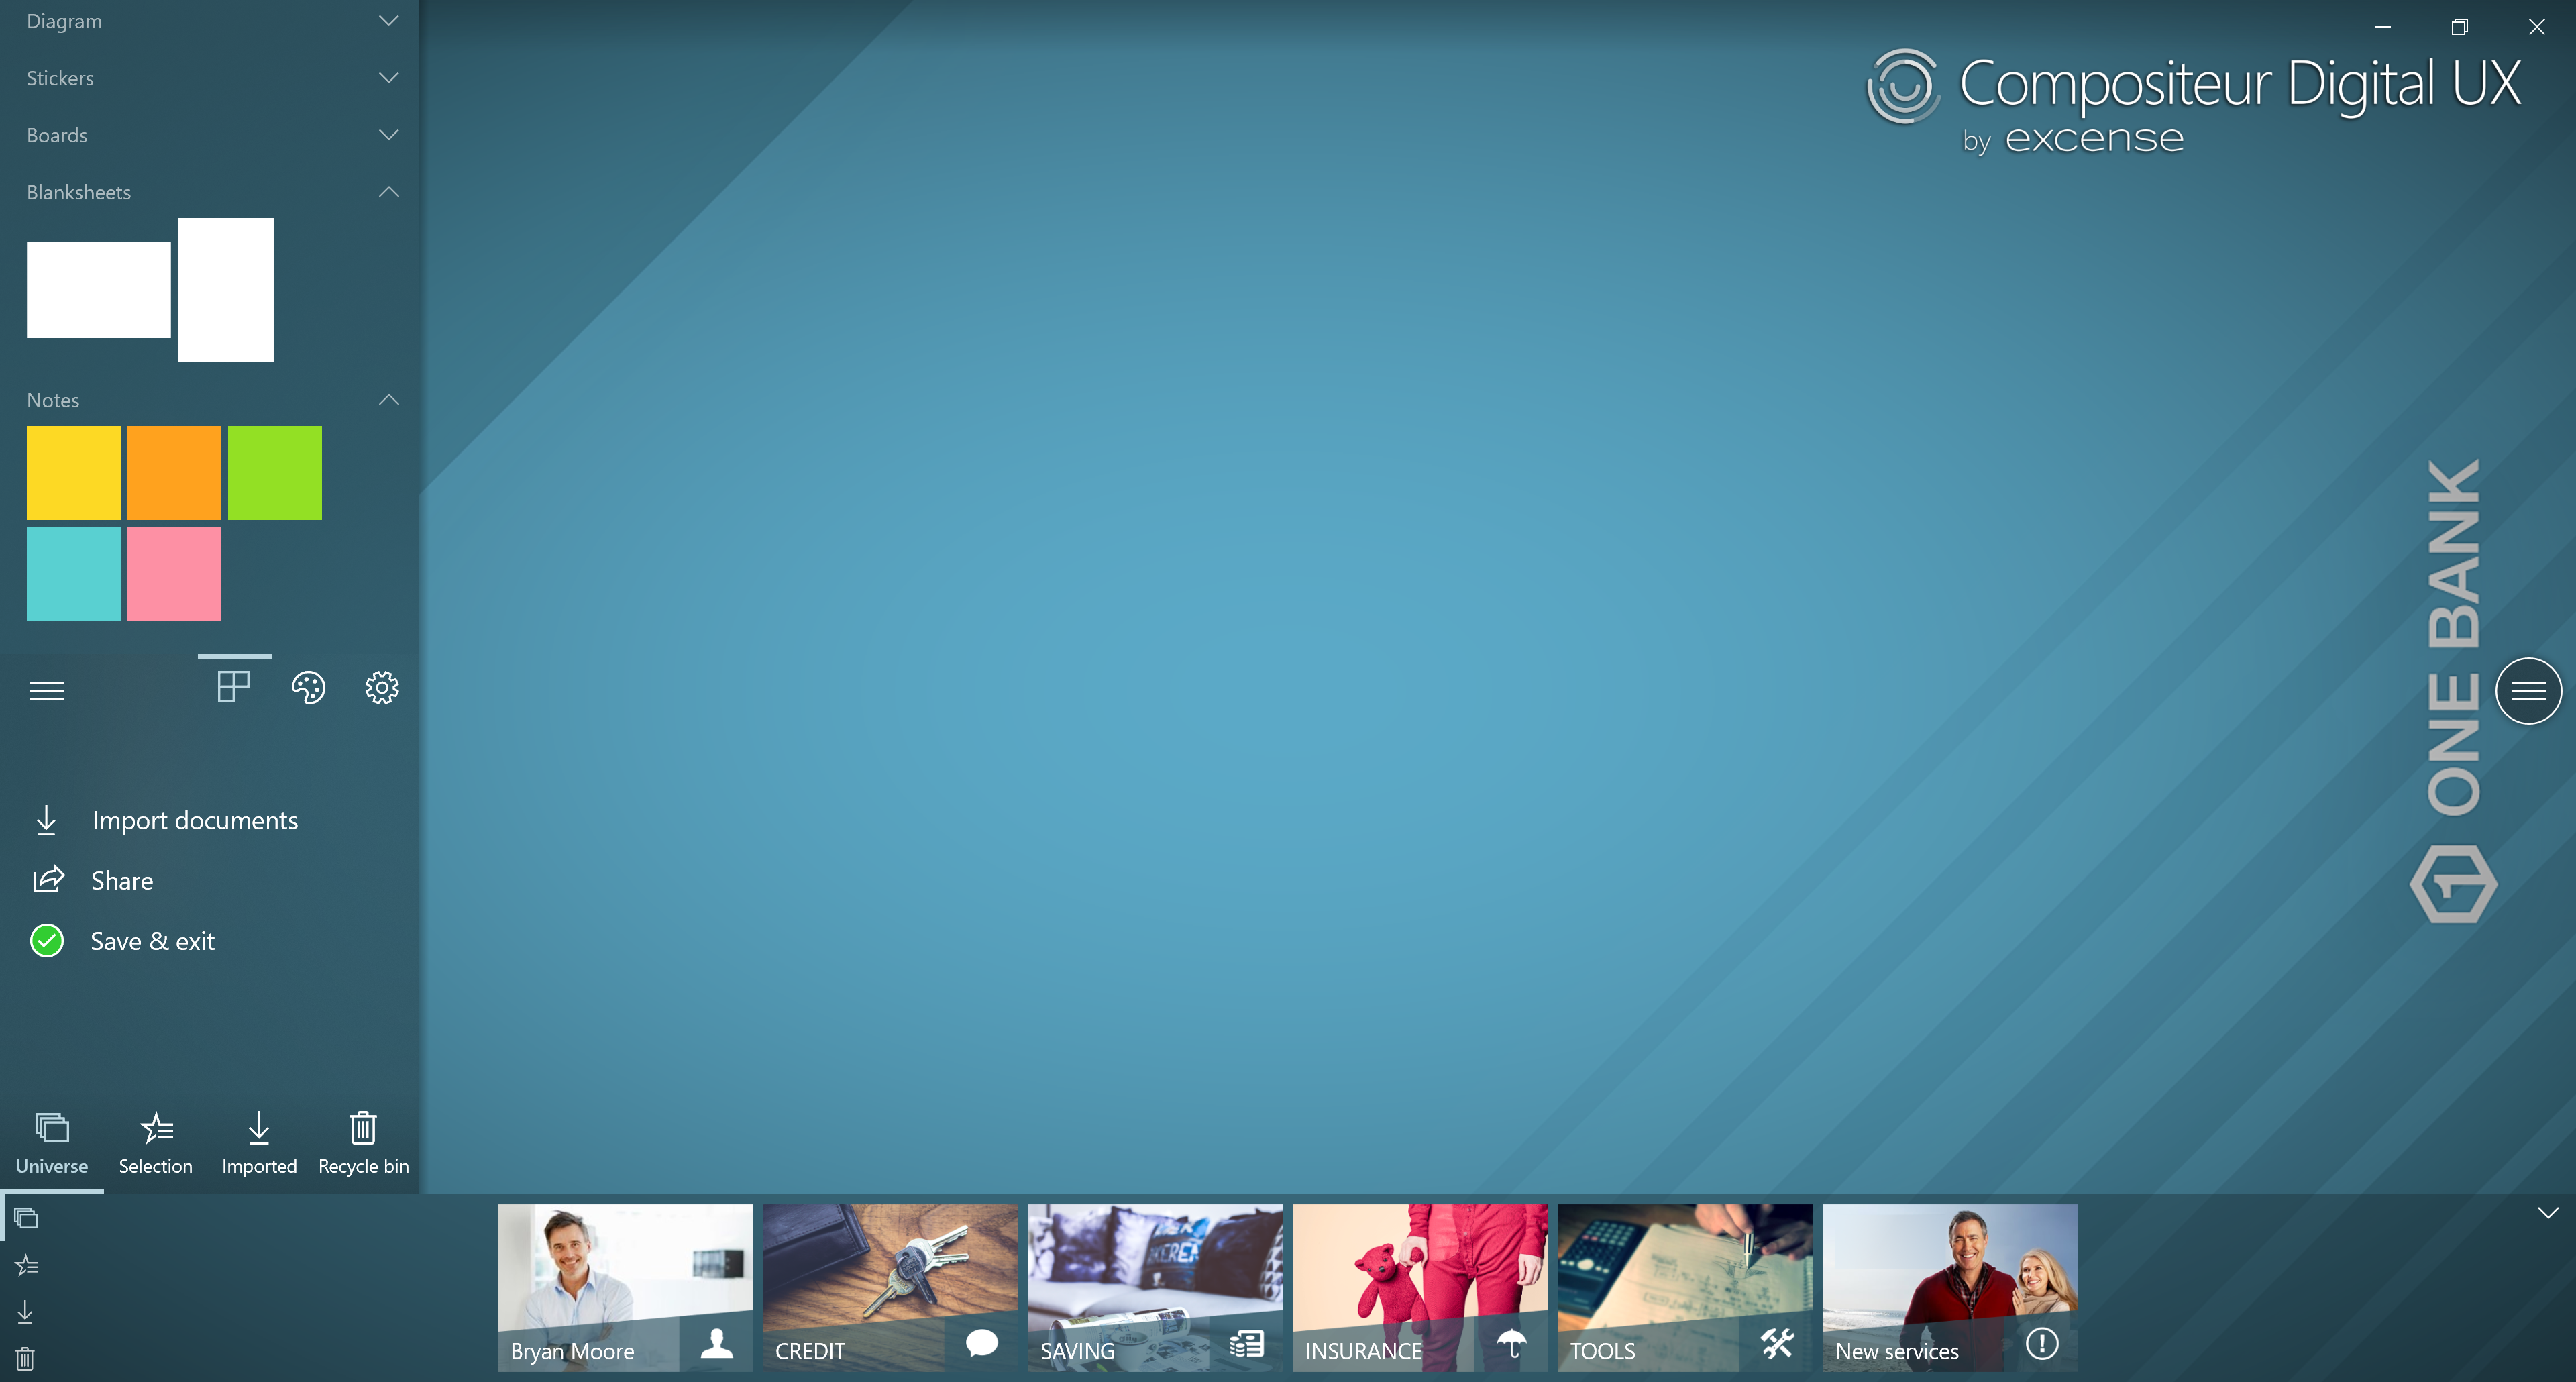 Diagram
Stickers
Boards
Blanksheets
Notes
Import documents
Share
Save & exit
Universe
Selection
Imported
Recycle bin
Compositeur Digital UX
by excense
1 ONE BANK
Bryan Moore
CREDIT
SAVING
INSURANCE
TOOLS
New services